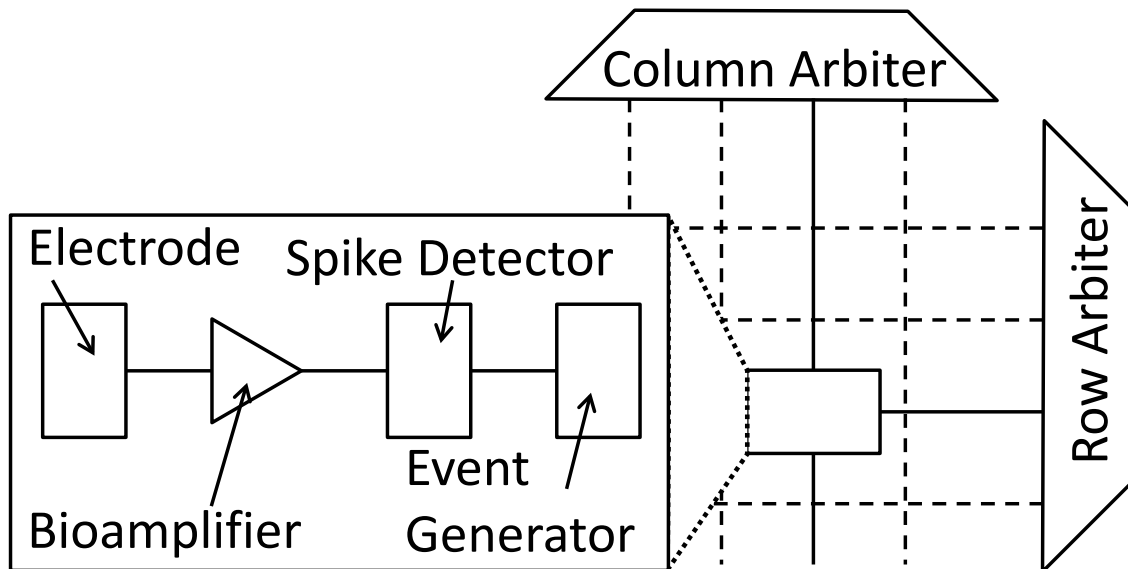 Column Arbiter
Row Arbiter
Electrode
Spike Detector
Bioamplifier
Event
Generator